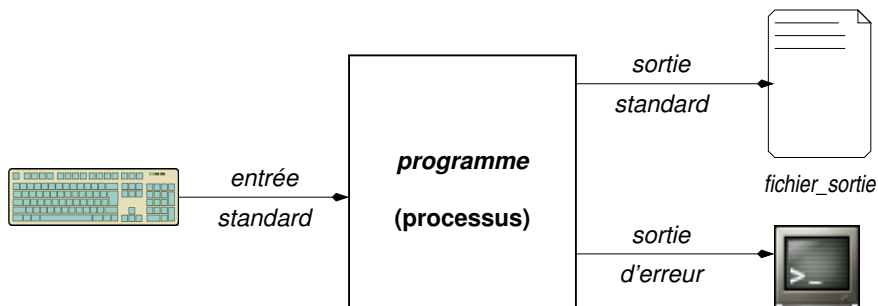 entrée
standard
programme
(processus)
sortie
standard
fichier_sortie
sortie
d'erreur
>_